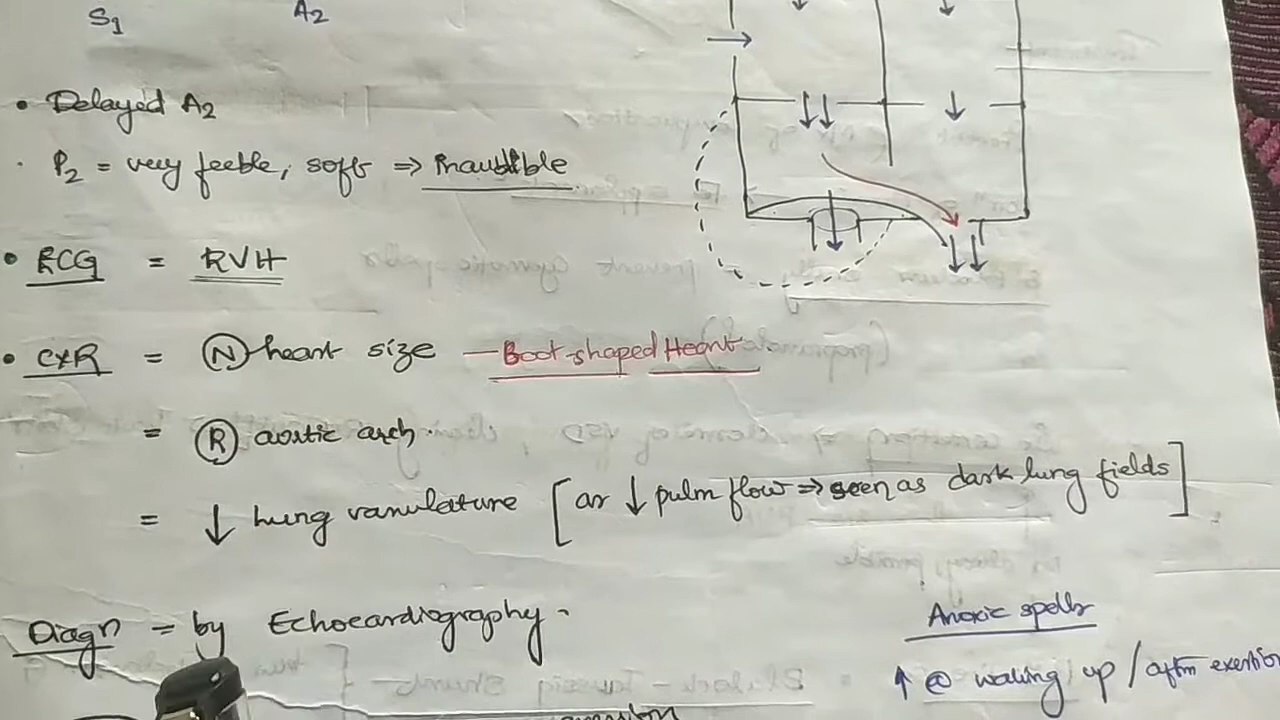 S₁ A₂
• Delayed A₂
· P₂ = very feeble, soft ⇒ Inaudible
• ECG = RVH
• CXR = Ⓝ heart size — Boot-shaped Heart
= Ⓡ aortic arch.
= ↓ lung vasculature [as ↓ pulm flow ⇒ seen as dark lung fields]
Diagn = by Echocardiography.
Anoxic spells
↑ @ waking up / after exertion